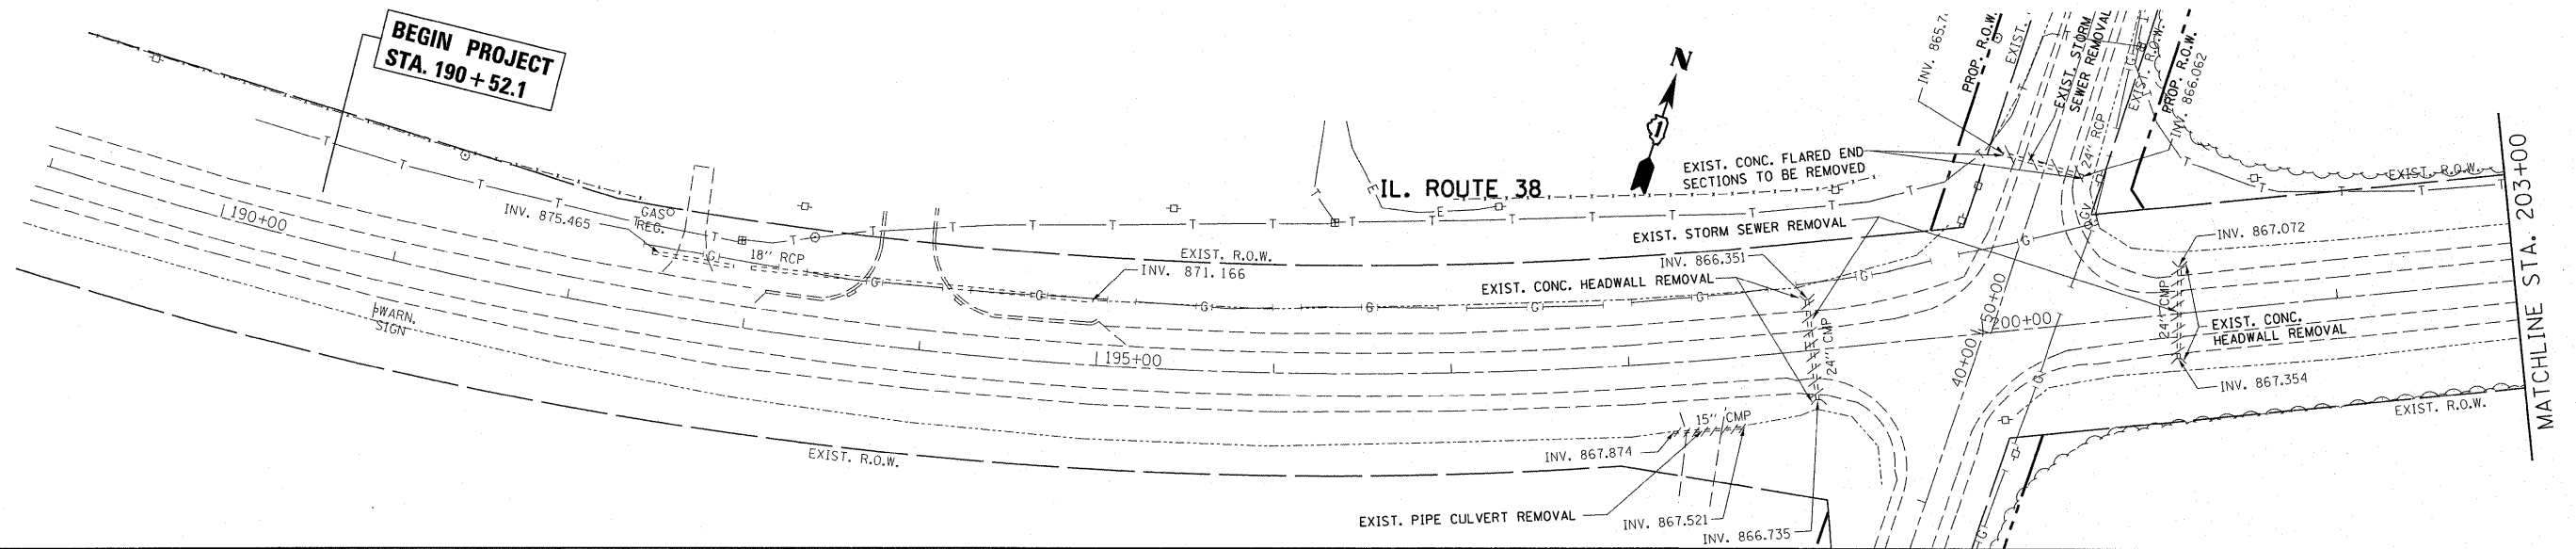 BEGIN PROJECT
STA. 190+52.1
190+00
INV. 875.465
GAS
REG.
18" RCP
WARN.
SIGN
EXIST. R.O.W.
INV. 871.166
EXIST. R.O.W.
195+00
IL. ROUTE 38
N
EXIST. CONC. FLARED END
SECTIONS TO BE REMOVED
EXIST. STORM SEWER REMOVAL
INV. 866.351
EXIST. CONC. HEADWALL REMOVAL
24" CMP
15" CMP
INV. 867.874
EXIST. PIPE CULVERT REMOVAL
INV. 867.521
INV. 866.735
INV. 865.7
PROP. R.O.W.
EXIST.
EXIST. STORM
SEWER REMOVAL
24" RCP
EXIST. R.O.W.
PROP. R.O.W.
INV. 866.062
EXIST. R.O.W.
INV. 867.072
40+00
50+00
200+00
24" CMP
EXIST. CONC.
HEADWALL REMOVAL
INV. 867.354
EXIST. R.O.W.
MATCHLINE STA. 203+00